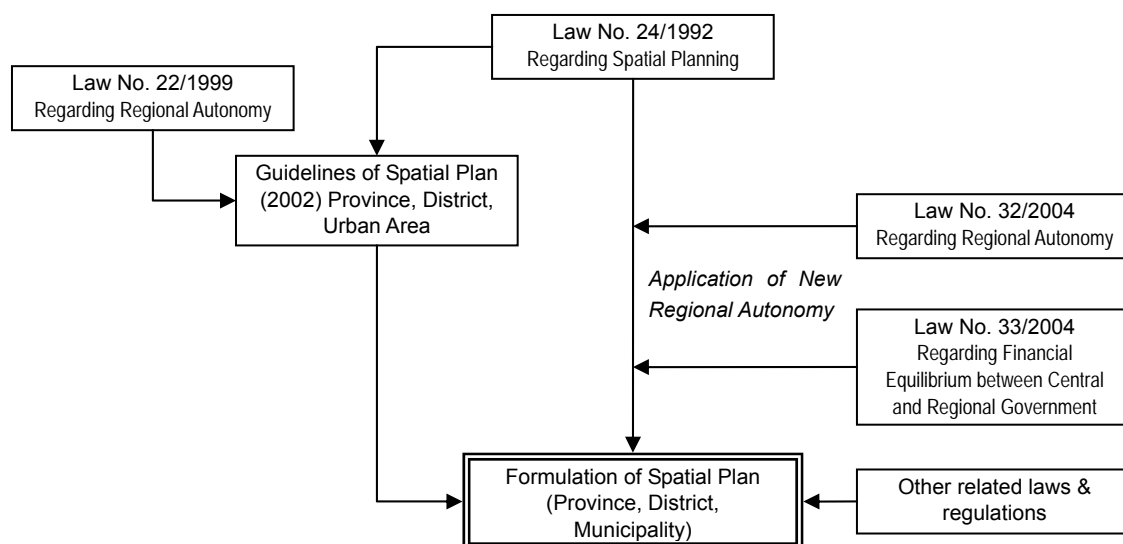 Law No. 24/1992
Regarding Spatial Planning
Law No. 22/1999
Regarding Regional Autonomy
Guidelines of Spatial Plan
(2002) Province, District,
Urban Area
Law No. 32/2004
Regarding Regional Autonomy
Application of New
Regional Autonomy
Law No. 33/2004
Regarding Financial
Equilibrium between Central
and Regional Government
Formulation of Spatial Plan
(Province, District,
Municipality)
Other related laws &
regulations